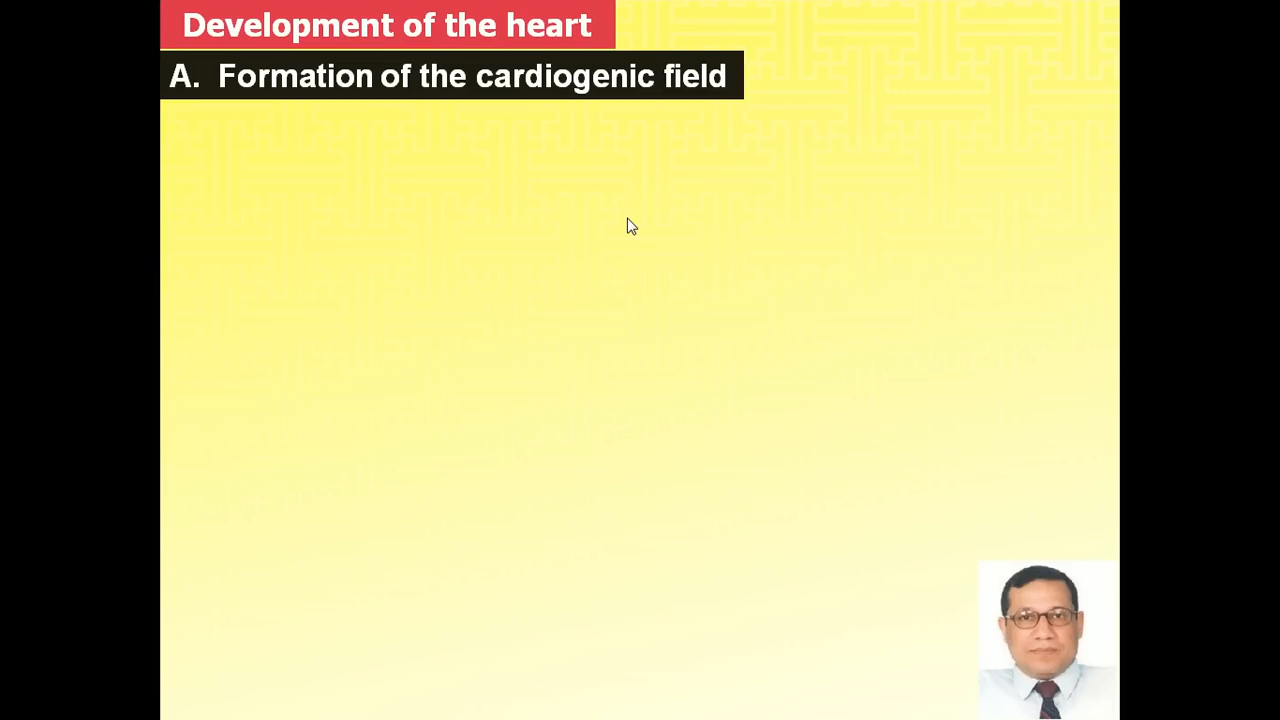 Development of the heart
A. Formation of the cardiogenic field